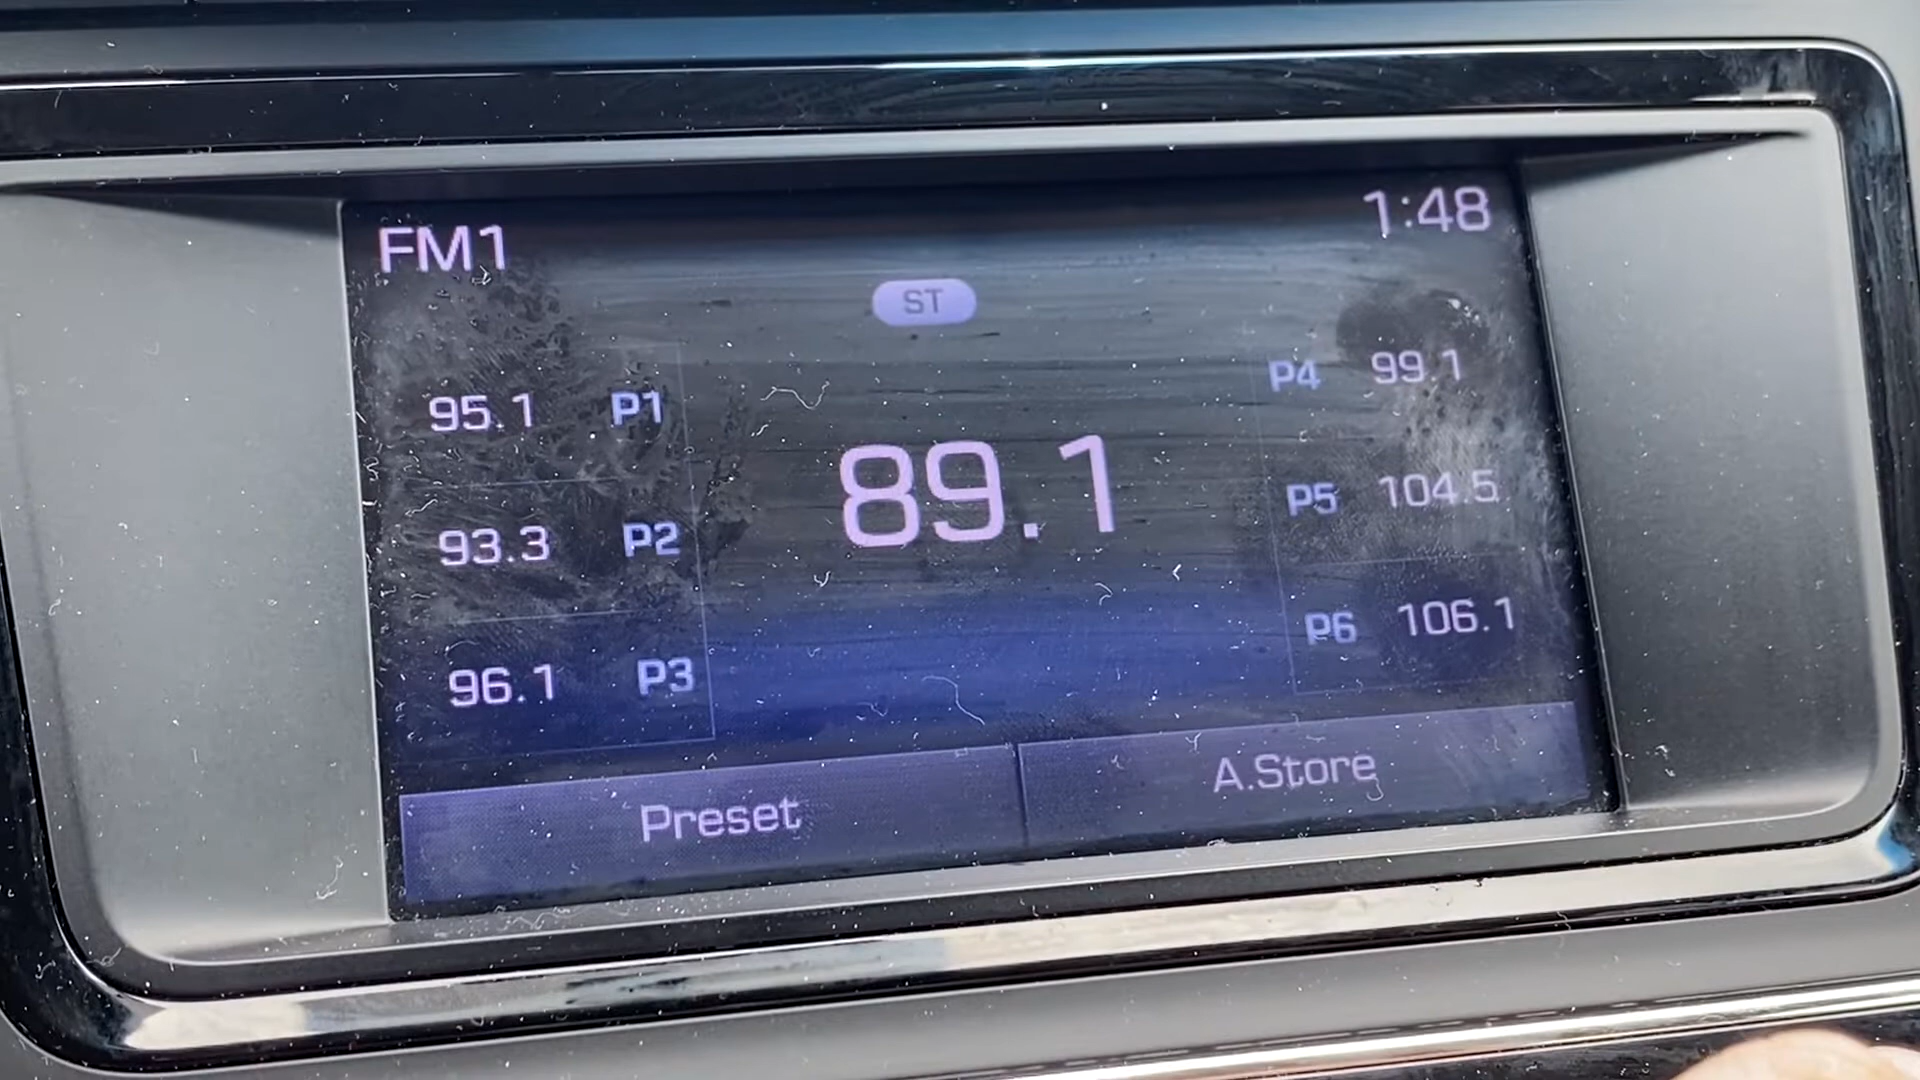 FM1
1:48
ST
95.1 P1
93.3 P2
96.1 P3
89.1
P4 99.1
P5 104.5
P6 106.1
Preset
A.Store